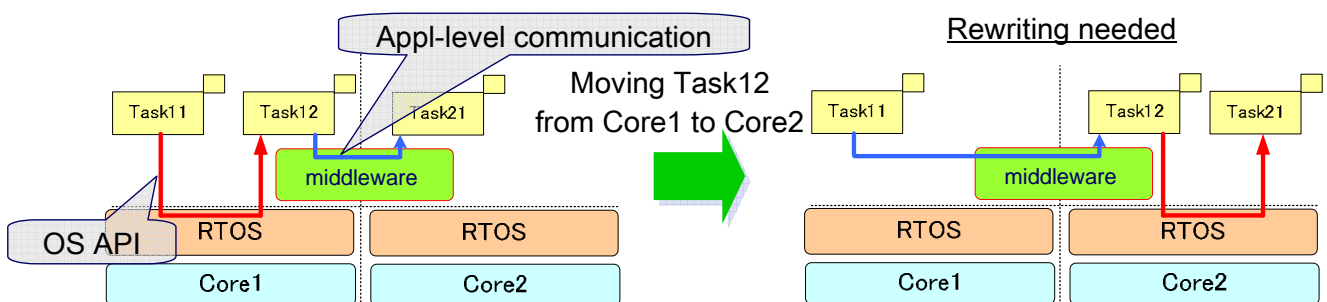 Appl-level communication
Rewriting needed
Moving Task12
from Core1 to Core2
Task11
Task12
Task21
Task11
Task12
Task21
middleware
middleware
OS API
RTOS
RTOS
RTOS
RTOS
Core1
Core2
Core1
Core2